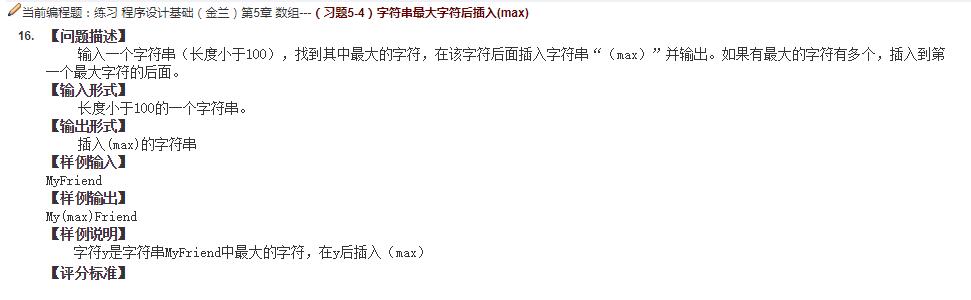 当前编程题：练习 程序设计基础（金兰）第5章 数组---（习题5-4）字符串最大字符后插入(max)
16. 【问题描述】
输入一个字符串（长度小于100），找到其中最大的字符，在该字符后面插入字符串“（max）”并输出。如果有最大的字符有多个，插入到第
一个最大字符的后面。
【输入形式】
长度小于100的一个字符串。
【输出形式】
插入(max)的字符串
【样例输入】
MyFriend
【样例输出】
My(max)Friend
【样例说明】
字符y是字符串MyFriend中最大的字符，在y后插入（max）
【评分标准】